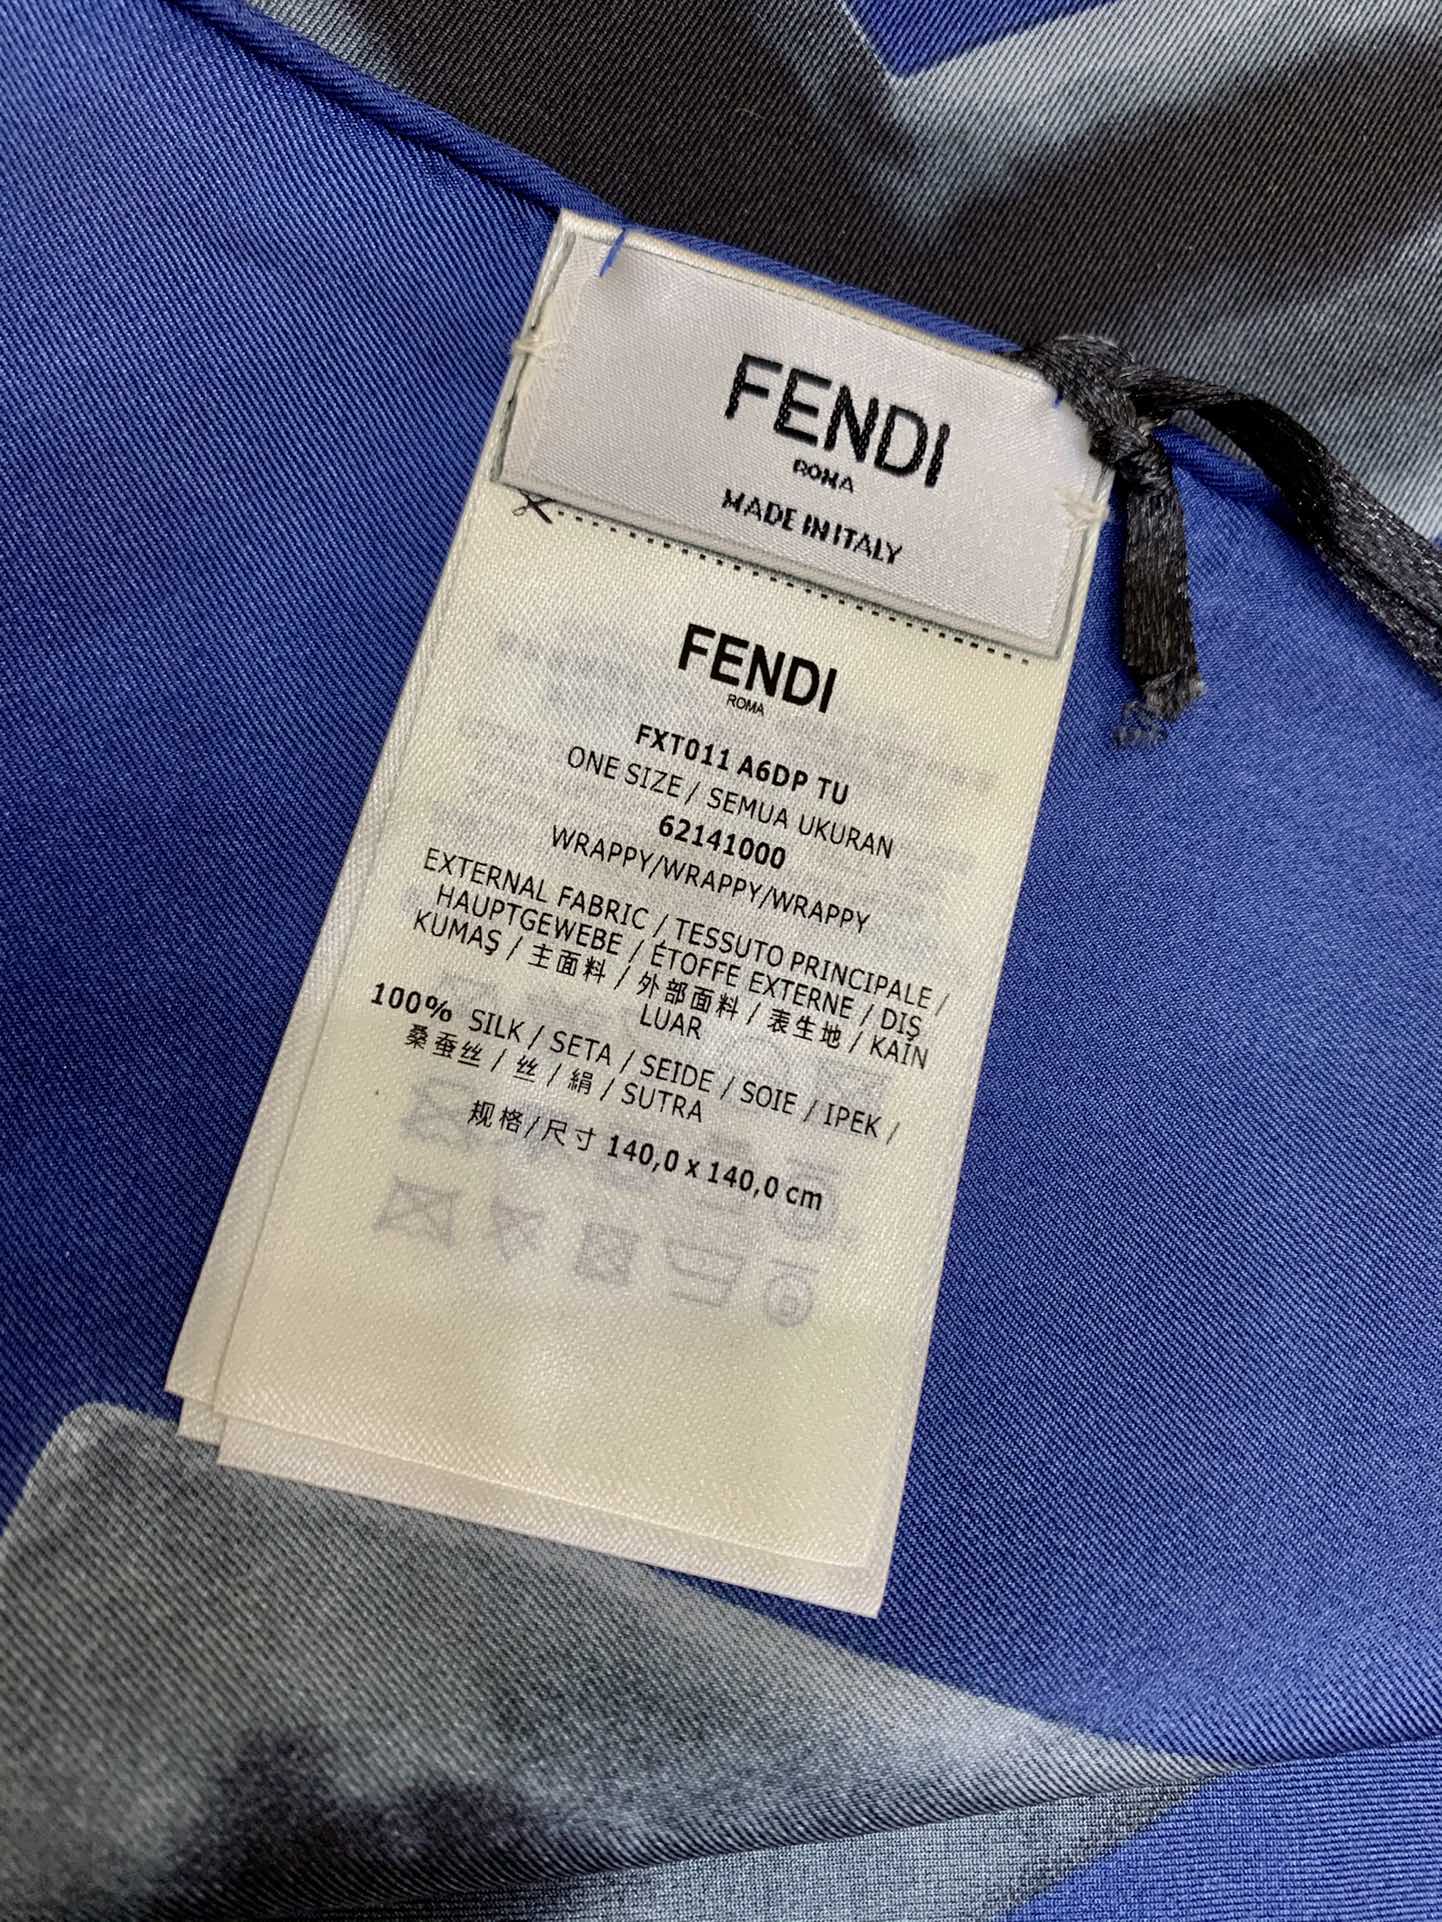 FENDI
ROMA
MADE IN ITALY
FENDI
ROMA
FXT011 A6DP TU
ONE SIZE / SEMUA UKURAN
62141000
WRAPPY/WRAPPY/WRAPPY
EXTERNAL FABRIC / TESSUTO PRINCIPALE /
HAUPTGEWEBE / ÉTOFFE EXTERNE / DIŞ
KUMAŞ / 主面料 / 外部面料 / 表生地 / KAIN
LUAR
100% SILK / SETA / SEIDE / SOIE / IPEK /
桑蚕丝 / 丝 / 絹 / SUTRA
规格/尺寸 140,0 x 140,0 cm